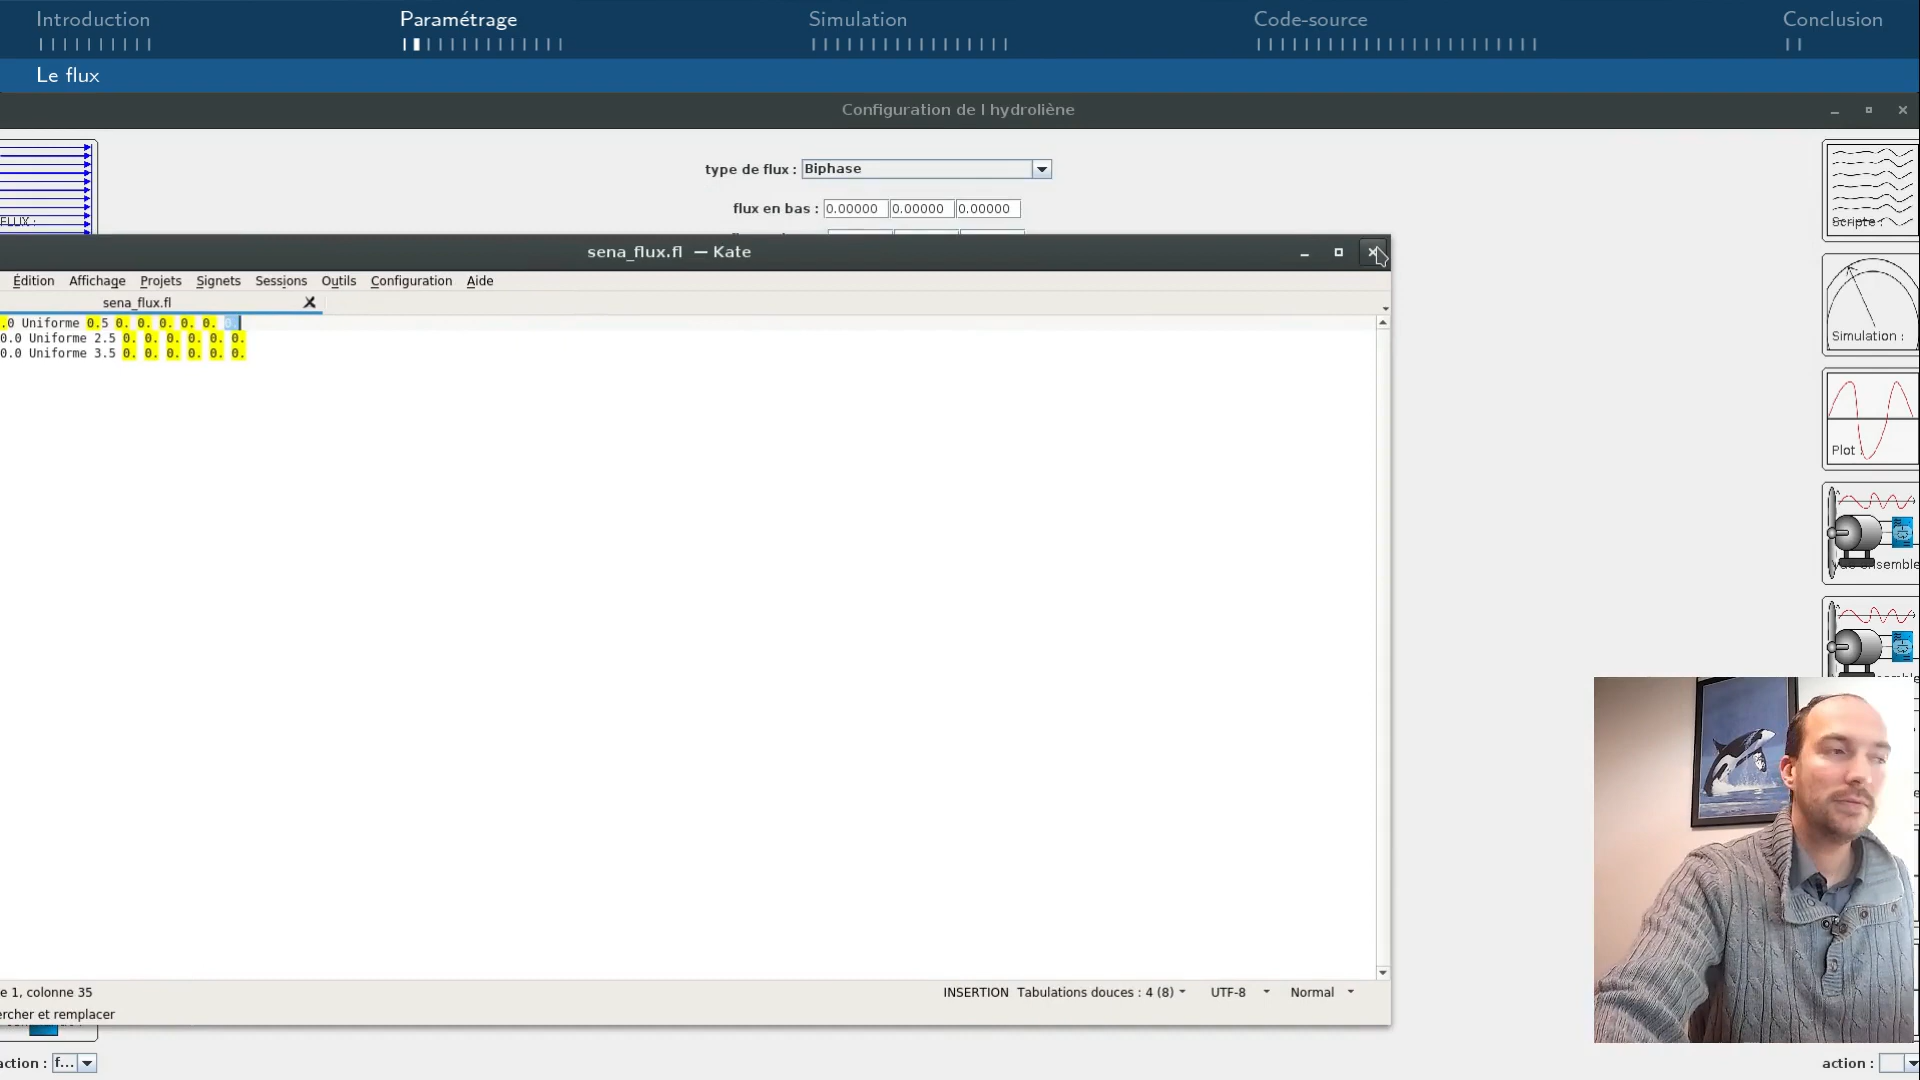 Introduction
Paramétrage
Simulation
Code-source
Conclusion
Le flux
Configuration de l hydroliène
FLUX :
type de flux :
Biphase
flux en bas :
0.00000
0.00000
0.00000
sena_flux.fl — Kate
Édition
Affichage
Projets
Signets
Sessions
Outils
Configuration
Aide
sena_flux.fl
.0 Uniforme 0.5 0. 0. 0. 0. 0. 0.
0.0 Uniforme 2.5 0. 0. 0. 0. 0. 0.
0.0 Uniforme 3.5 0. 0. 0. 0. 0. 0.
Scripte :
Simulation :
Plot :
ensemble
e 1, colonne 35
INSERTION
Tabulations douces : 4 (8)
UTF-8
Normal
ercher et remplacer
action :
f...
action :